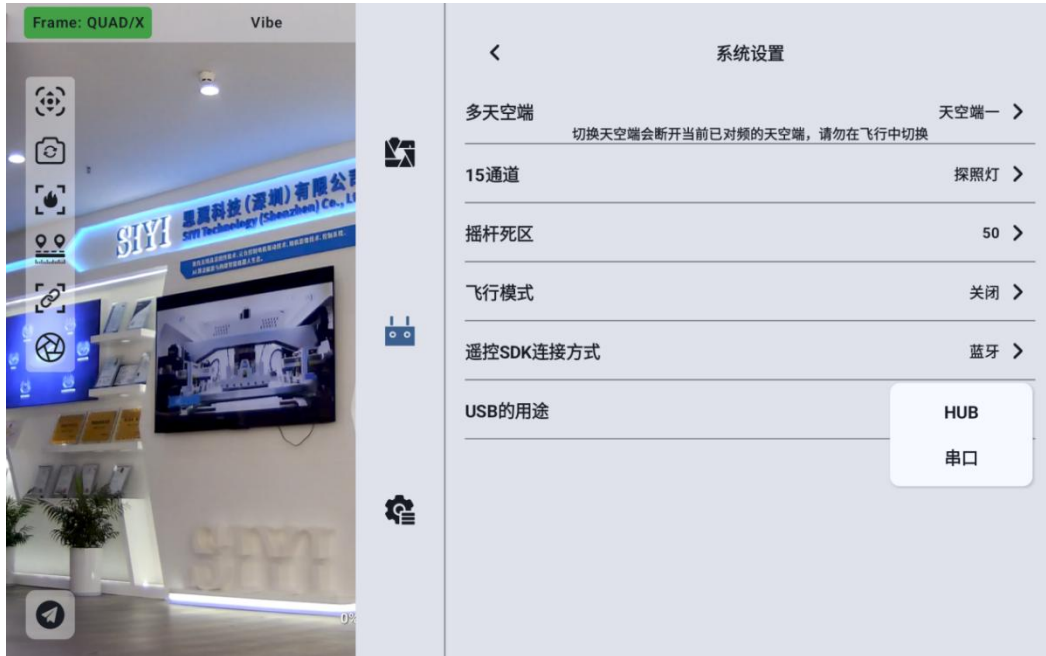 Frame: QUAD/X
Vibe
系统设置
多天空端
天空端一
切换天空端会断开当前已对频的天空端，请勿在飞行中切换
15通道
探照灯
摇杆死区
50
飞行模式
关闭
遥控SDK连接方式
蓝牙
USB的用途
HUB
串口
SIYI
思翼科技（深圳）有限公司
SIYI Technology (Shenzhen) Co., Lt
0%